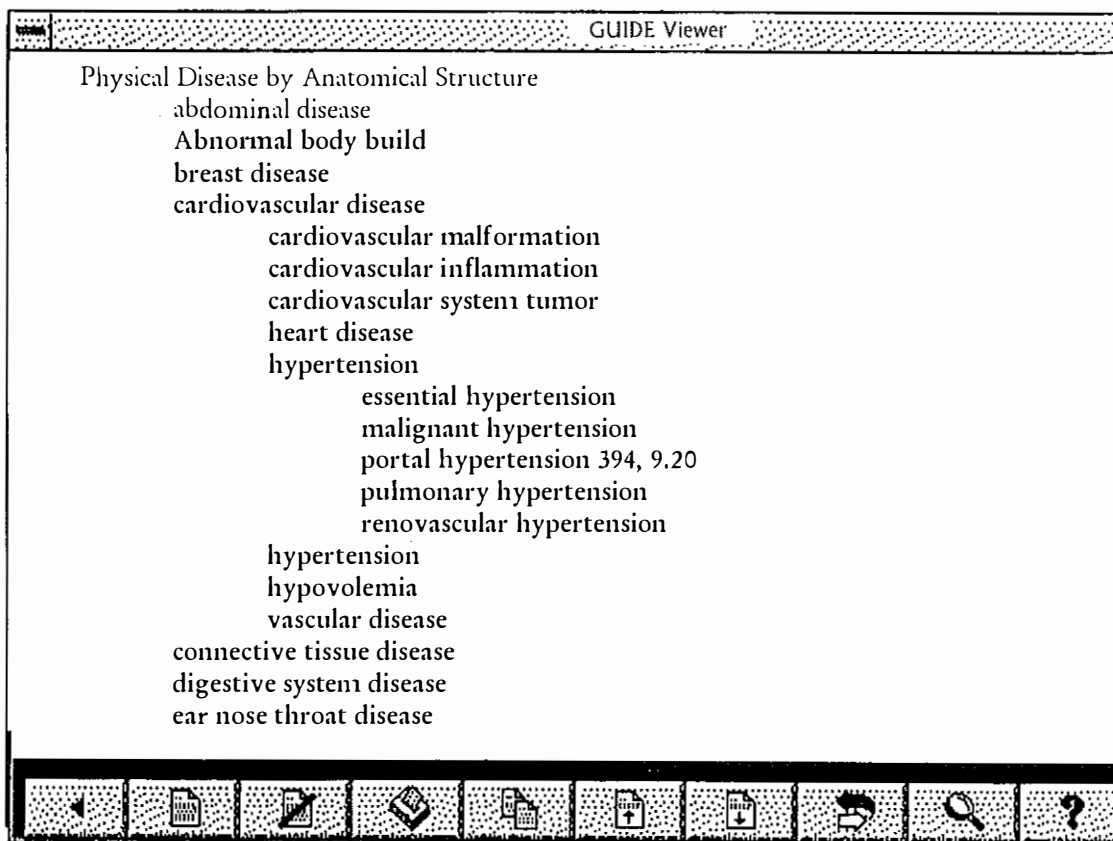 GUIDE Viewer
Physical Disease by Anatomical Structure
abdominal disease
Abnormal body build
breast disease
cardiovascular disease
cardiovascular malformation
cardiovascular inflammation
cardiovascular system tumor
heart disease
hypertension
essential hypertension
malignant hypertension
portal hypertension 394, 9.20
pulmonary hypertension
renovascular hypertension
hypertension
hypovolemia
vascular disease
connective tissue disease
digestive system disease
ear nose throat disease
?